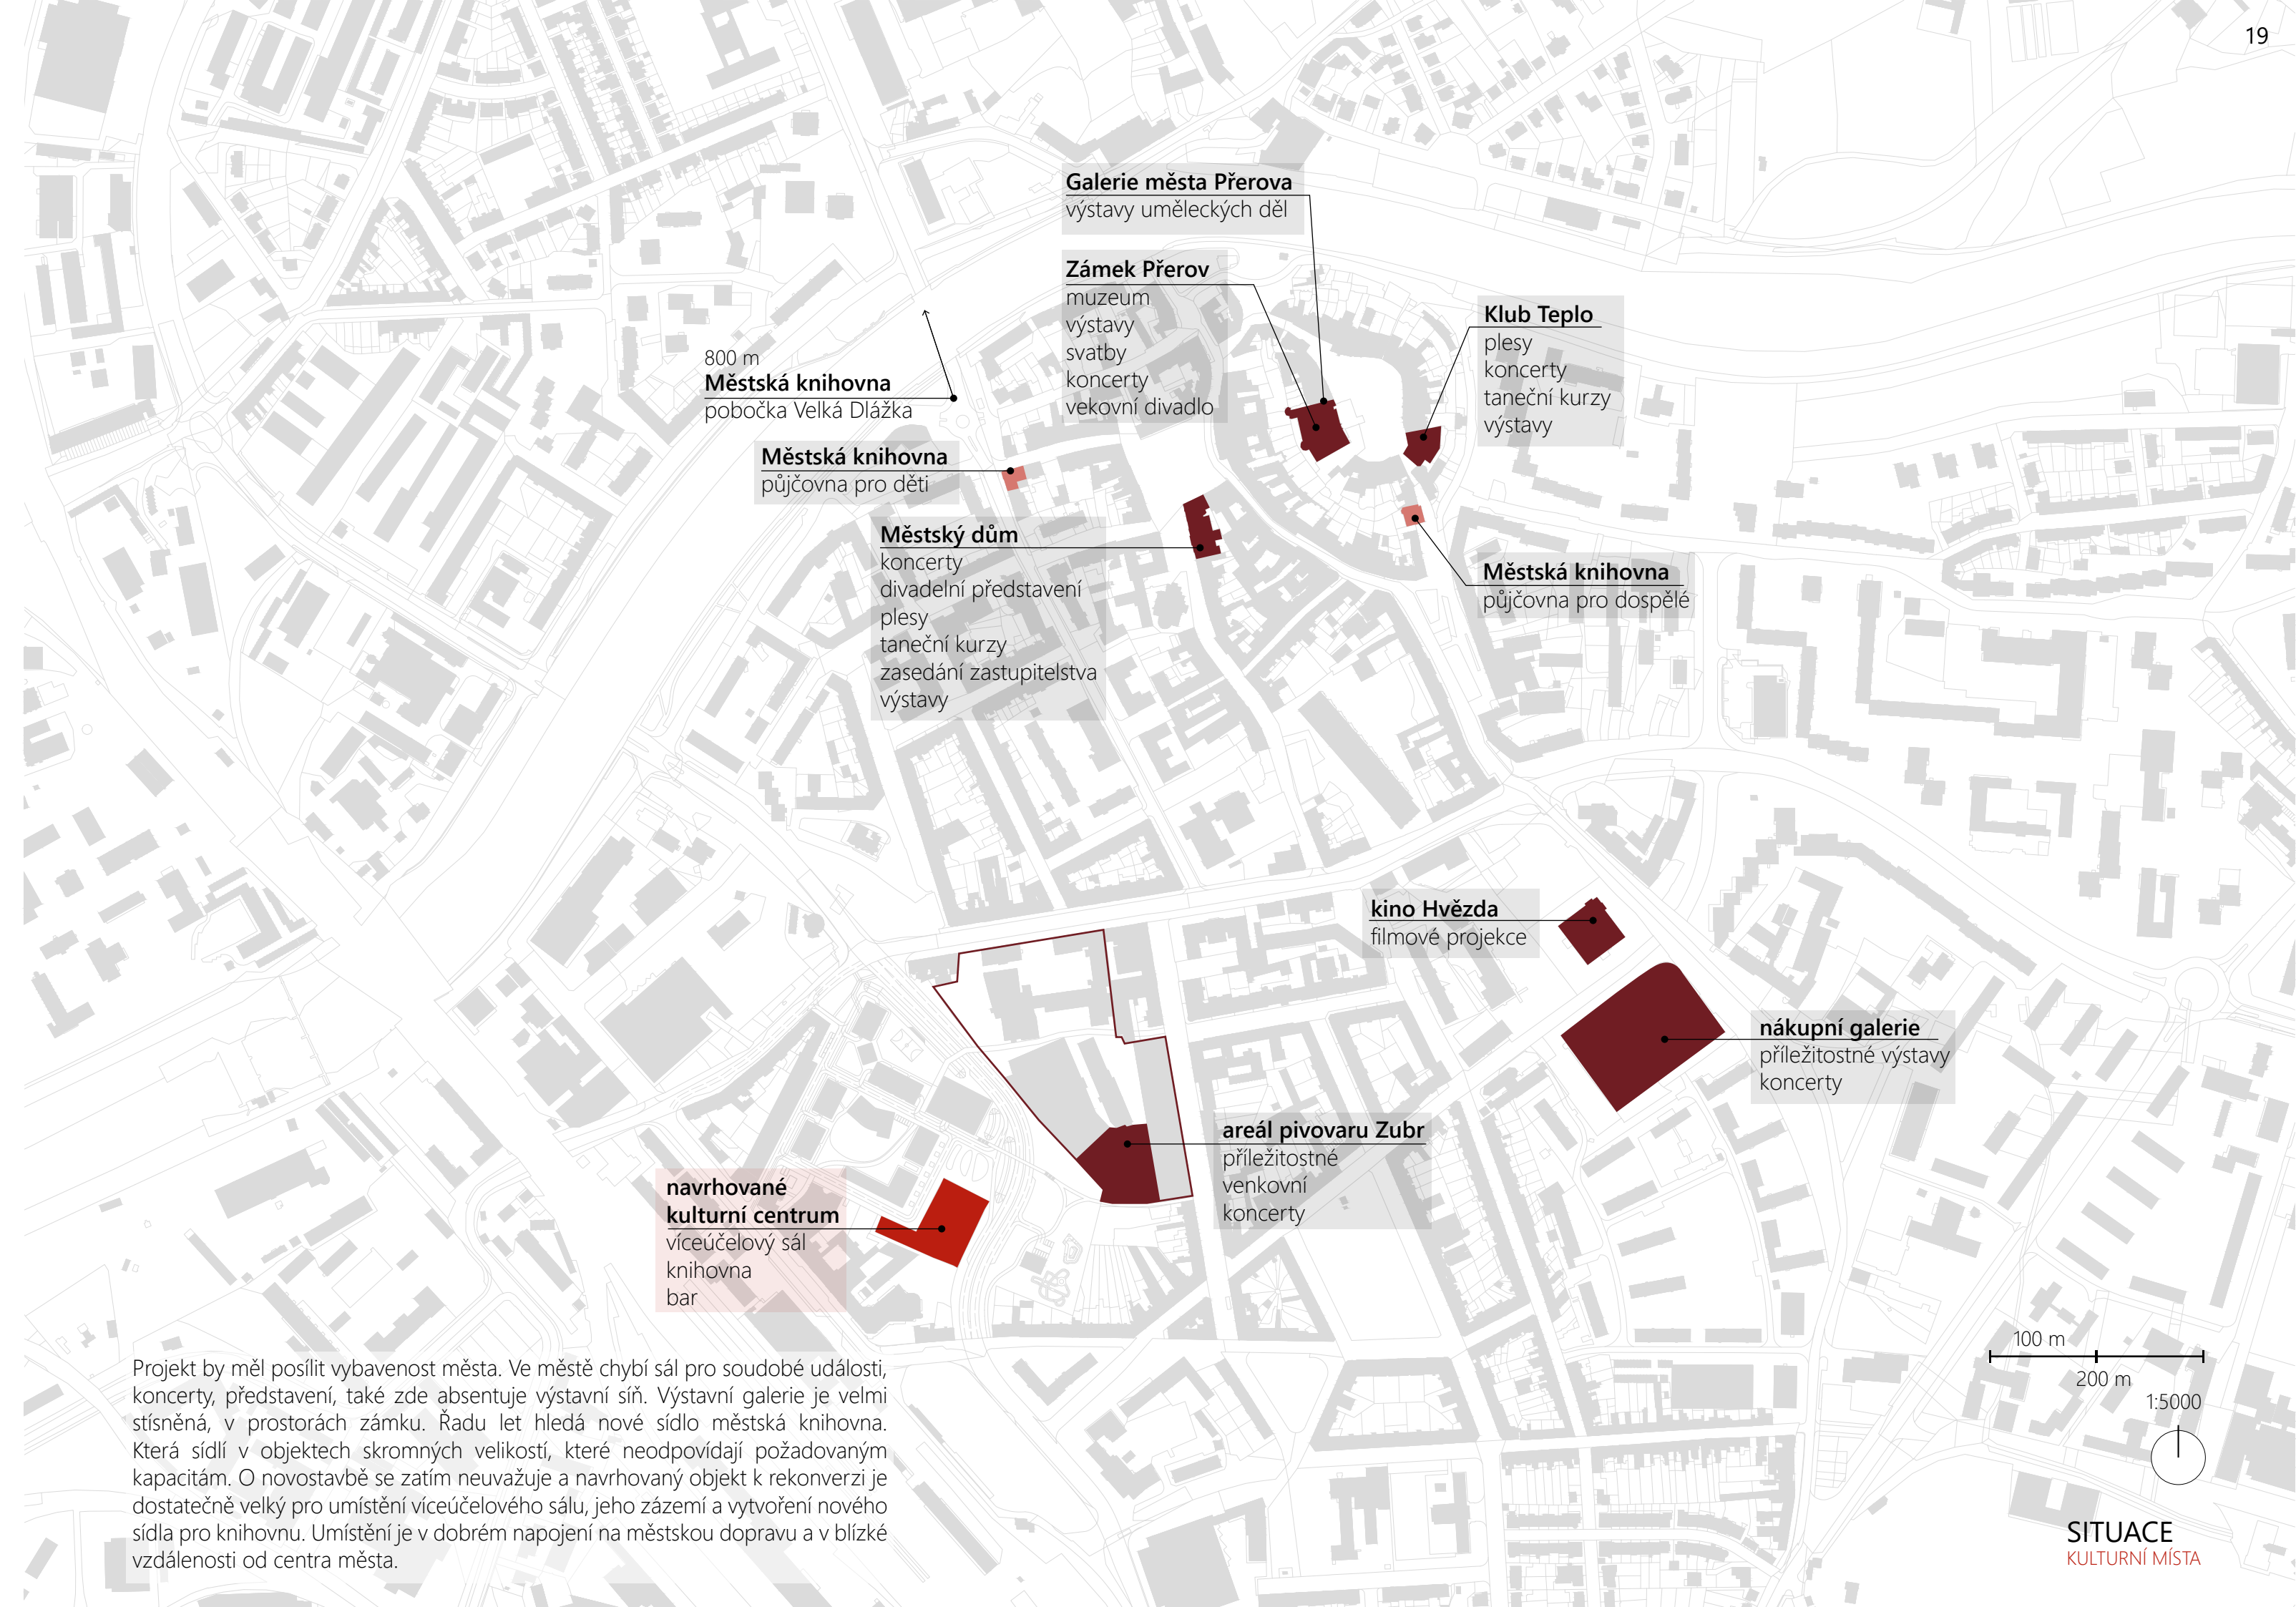 19
Galerie města Přerova
výstavy uměleckých děl
Zámek Přerov
muzeum
výstavy
svatby
koncerty
vekovní divadlo
Klub Teplo
plesy
koncerty
taneční kurzy
výstavy
800 m
Městská knihovna
pobočka Velká Dlážka
Městská knihovna
půjčovna pro děti
Městský dům
koncerty
divadelní představení
plesy
taneční kurzy
zasedání zastupitelstva
výstavy
Městská knihovna
půjčovna pro dospělé
kino Hvězda
filmové projekce
nákupní galerie
příležitostné výstavy
koncerty
areál pivovaru Zubr
příležitostné
venkovní
koncerty
navrhované
kulturní centrum
víceúčelový sál
knihovna
bar
Projekt by měl posílit vybavenost města. Ve městě chybí sál pro soudobé události,
koncerty, představení, také zde absentuje výstavní síň. Výstavní galerie je velmi
stísněná, v prostorách zámku. Řadu let hledá nové sídlo městská knihovna.
Která sídlí v objektech skromných velikostí, které neodpovídají požadovaným
kapacitám. O novostavbě se zatím neuvažuje a navrhovaný objekt k rekonverzi je
dostatečně velký pro umístění víceúčelového sálu, jeho zázemí a vytvoření nového
sídla pro knihovnu. Umístění je v dobrém napojení na městskou dopravu a v blízké
vzdálenosti od centra města.
100 m
200 m
1:5000
SITUACE
KULTURNÍ MÍSTA